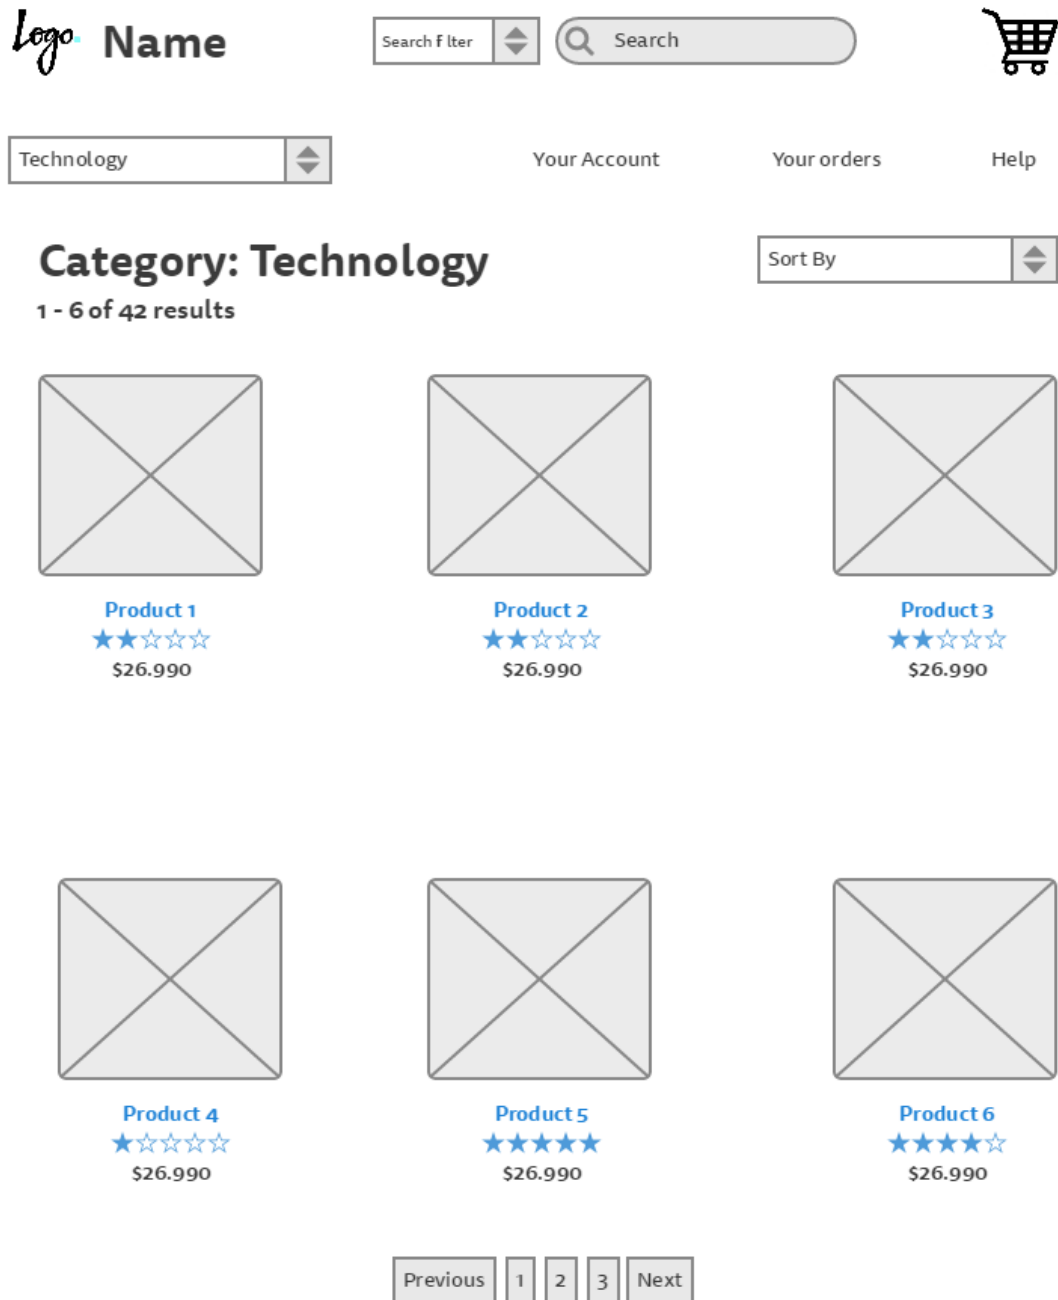 Logo Name
Search F lter
Search
Technology
Your Account
Your orders
Help
Category: Technology
Sort By
1 - 6 of 42 results
Product 1
$26.990
Product 2
$26.990
Product 3
$26.990
Product 4
$26.990
Product 5
$26.990
Product 6
$26.990
Previous 1 2 3 Next